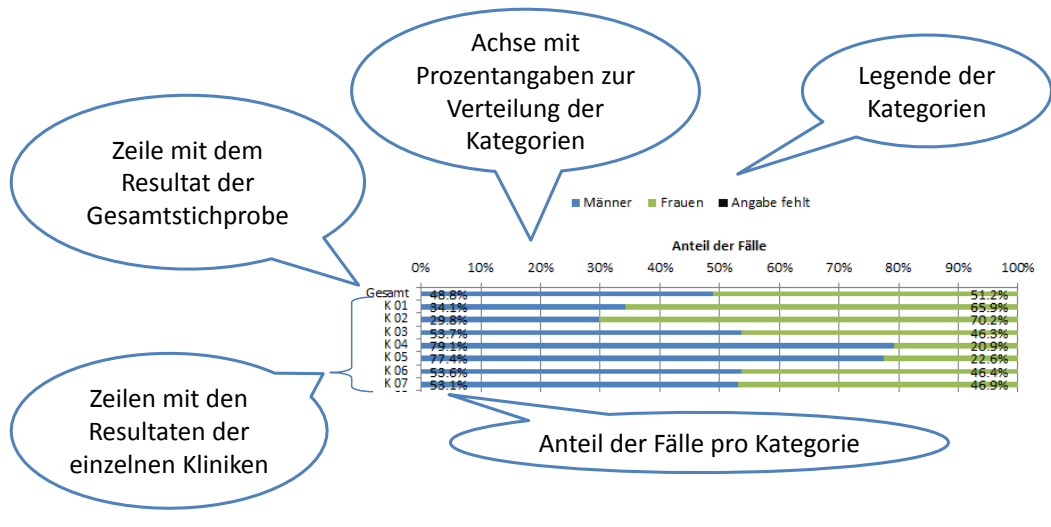 Achse mit
Prozentangaben zur
Verteilung der
Kategorien
Legende der
Kategorien
Zeile mit dem
Resultat der
Gesamtstichprobe
Männer Frauen Angabe fehlt
Anteil der Fälle
0% 10% 20% 30% 40% 50% 60% 70% 80% 90% 100%
Gesamt 48.8% 51.2%
K 01 34.1% 65.9%
K 02 29.8% 70.2%
K 03 53.7% 46.3%
K 04 79.1% 20.9%
K 05 77.4% 22.6%
K 06 53.6% 46.4%
K 07 53.1% 46.9%
Zeilen mit den
Resultaten der
einzelnen Kliniken
Anteil der Fälle pro Kategorie